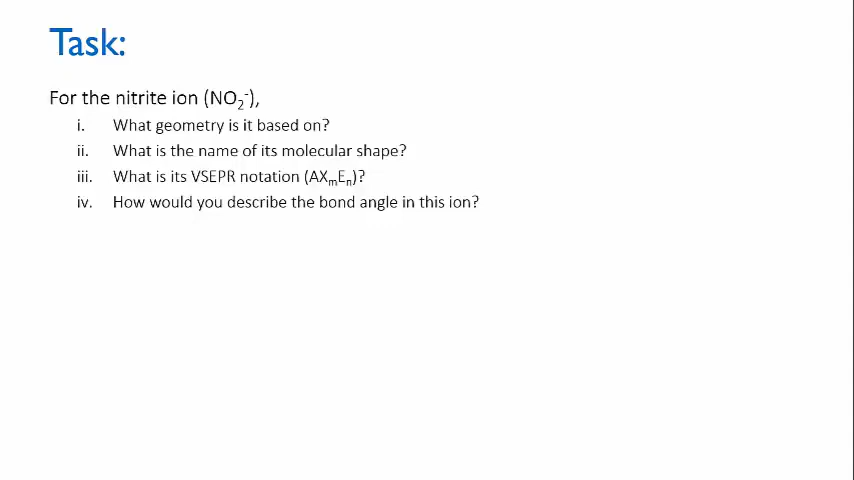 Task:
For the nitrite ion (NO₂⁻),
i. What geometry is it based on?
ii. What is the name of its molecular shape?
iii. What is its VSEPR notation (AXₘEₙ)?
iv. How would you describe the bond angle in this ion?